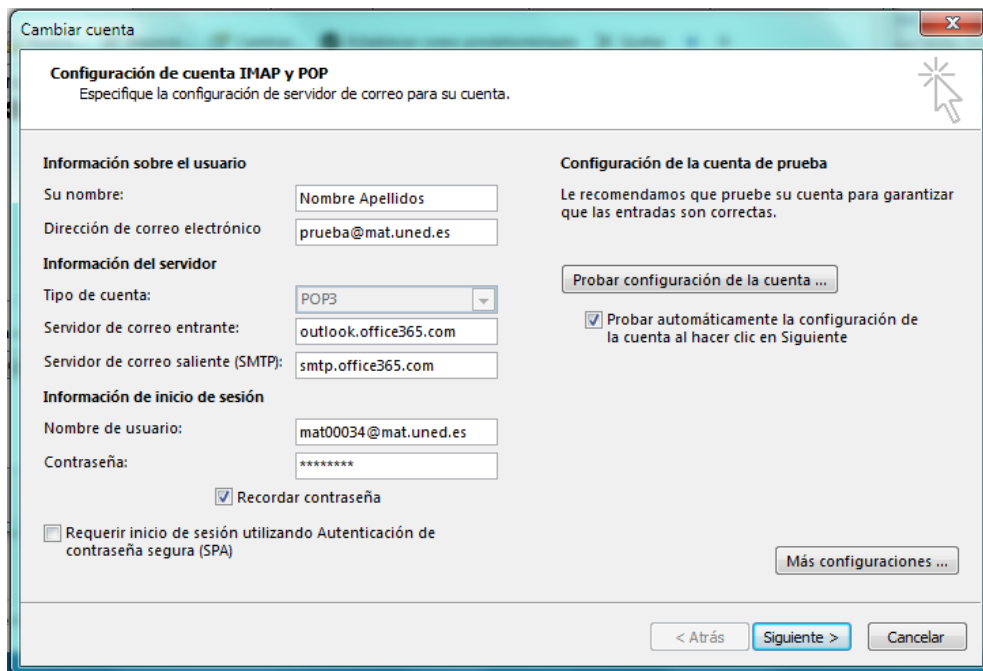 Cambiar cuenta
Configuración de cuenta IMAP y POP
Especifique la configuración de servidor de correo para su cuenta.
Información sobre el usuario
Su nombre:
Nombre Apellidos
Dirección de correo electrónico
prueba@mat.uned.es
Información del servidor
Tipo de cuenta:
POP3
Servidor de correo entrante:
outlook.office365.com
Servidor de correo saliente (SMTP):
smtp.office365.com
Información de inicio de sesión
Nombre de usuario:
mat00034@mat.uned.es
Contraseña:
********
Recordar contraseña
Requerir inicio de sesión utilizando Autenticación de
contraseña segura (SPA)
Configuración de la cuenta de prueba
Le recomendamos que pruebe su cuenta para garantizar
que las entradas son correctas.
Probar configuración de la cuenta ...
Probar automáticamente la configuración de
la cuenta al hacer clic en Siguiente
Más configuraciones ...
< Atrás
Siguiente >
Cancelar